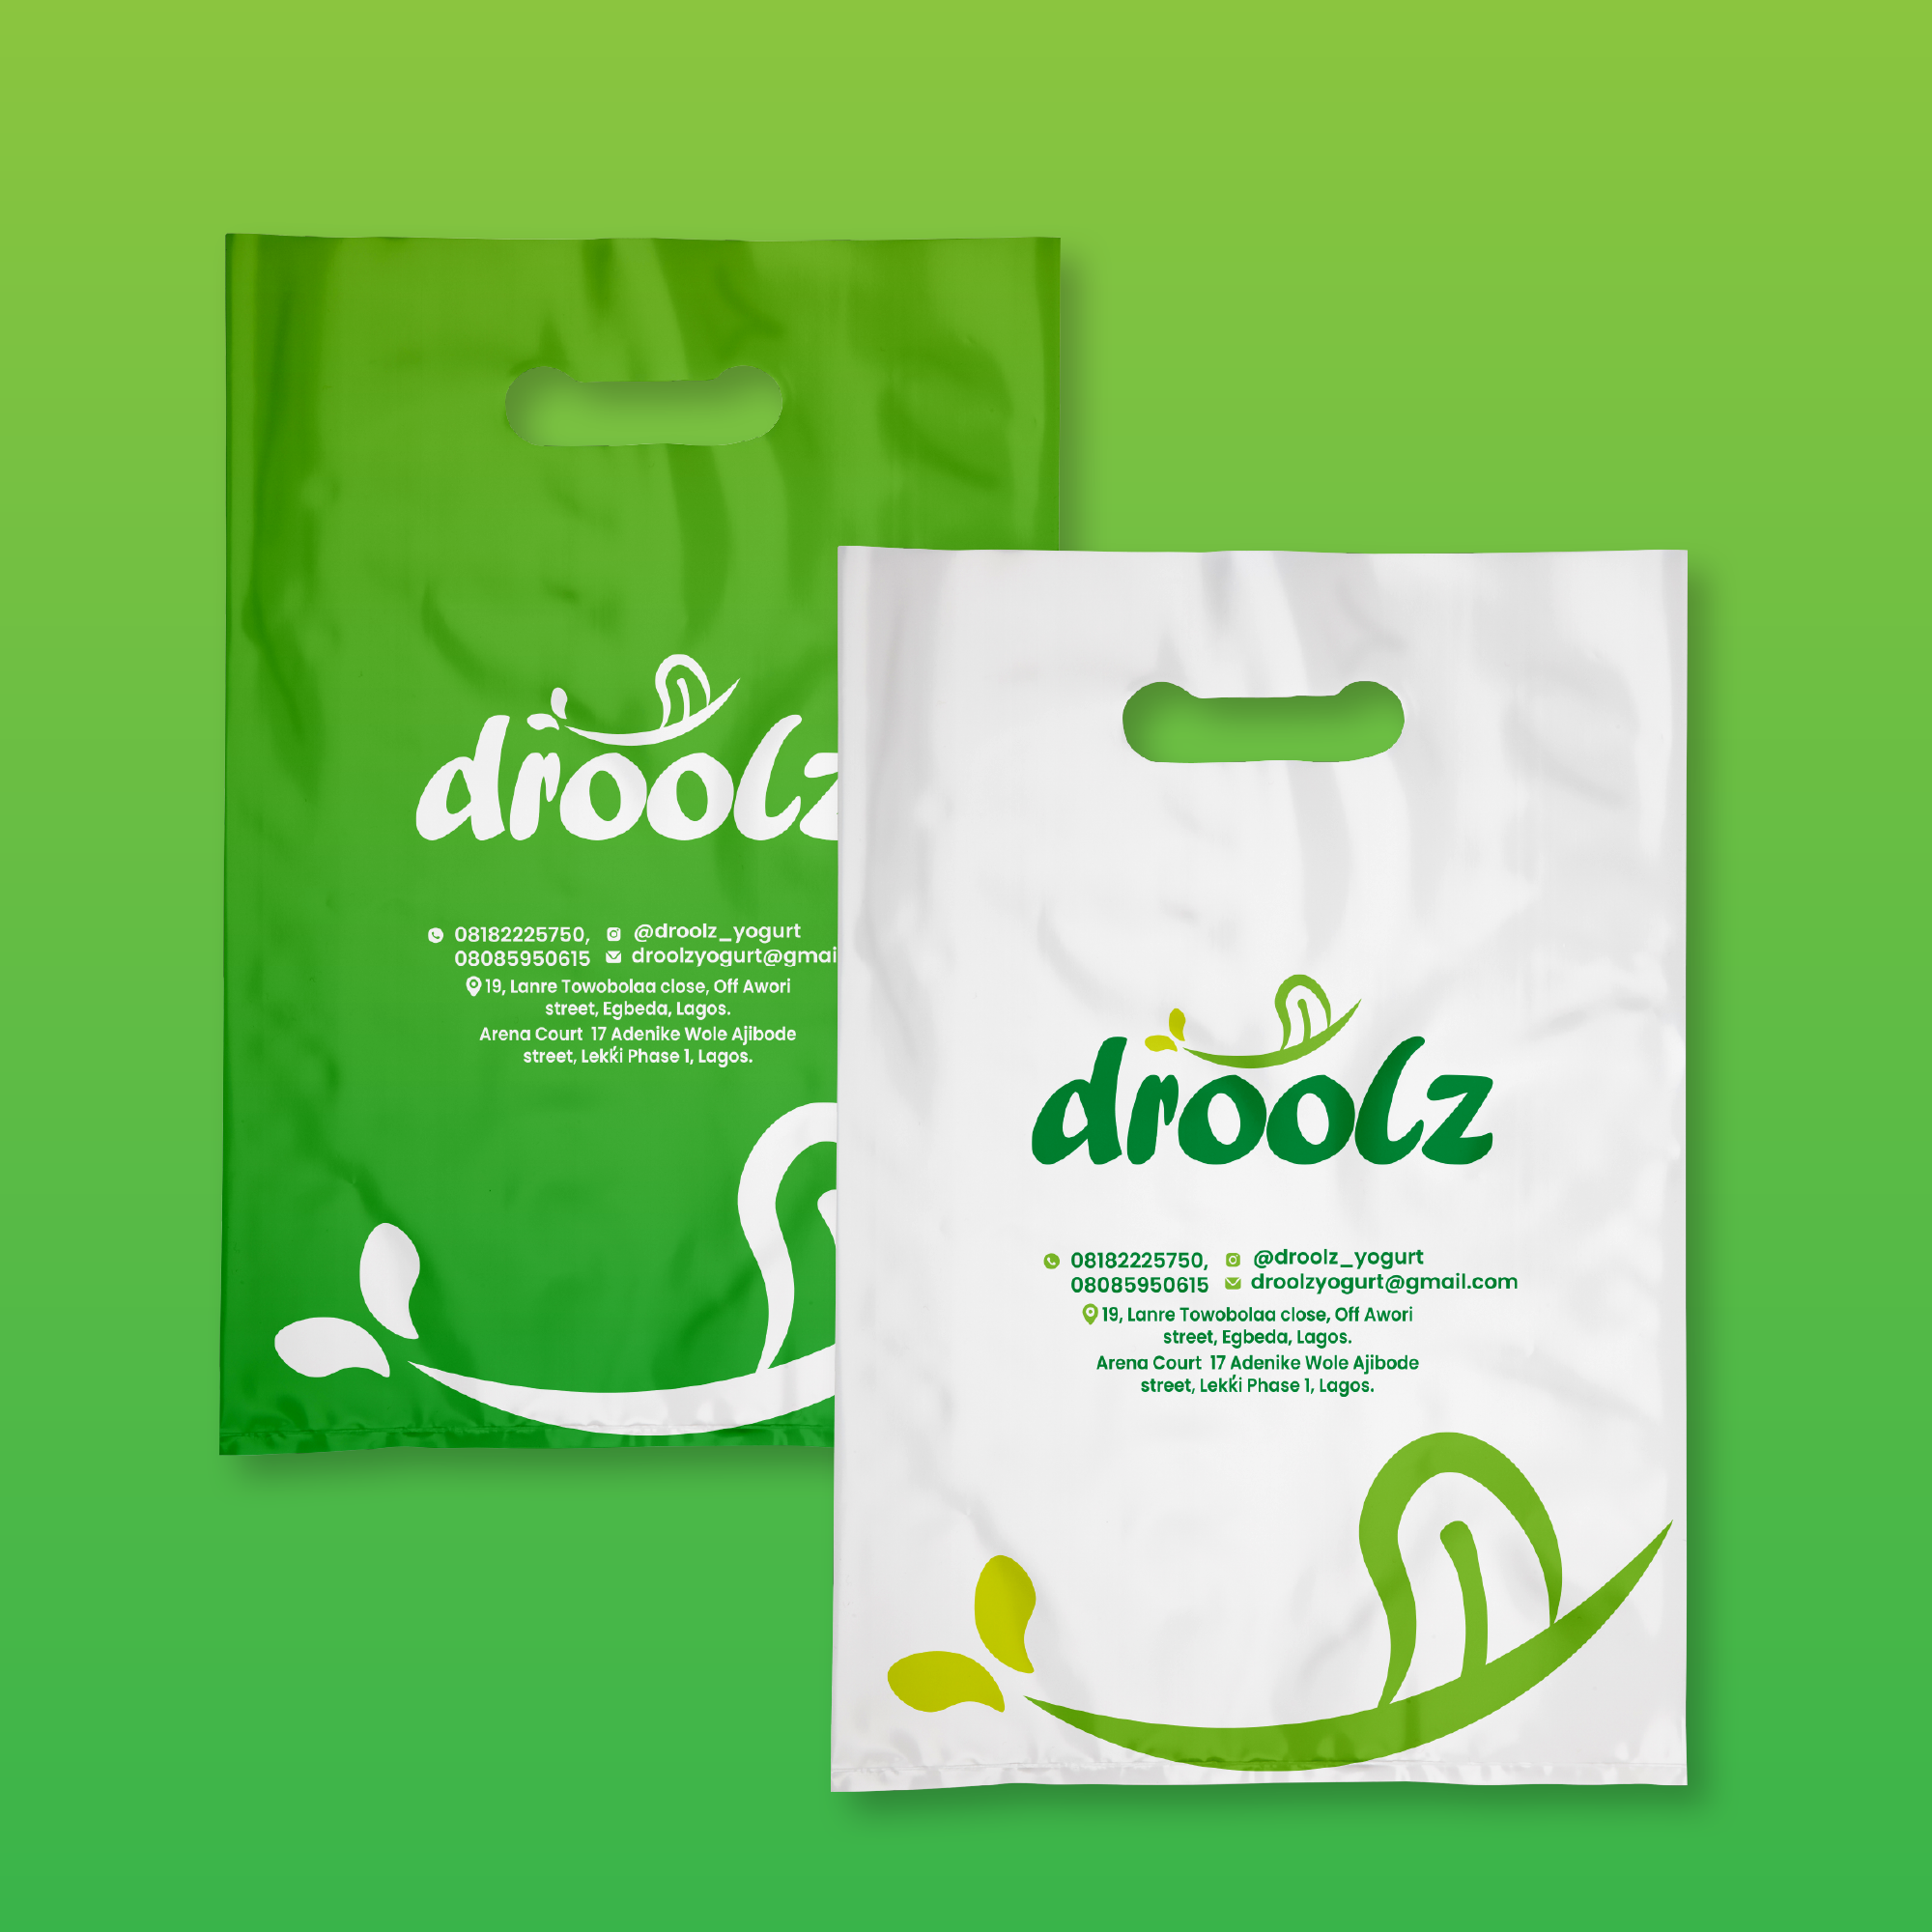 droolz
08182225750,
08085950615
@droolz_yogurt
droolzyogurt@gmai
19, Lanre Towobolaa close, Off Awori
street, Egbeda, Lagos.
Arena Court 17 Adenike Wole Ajibode
street, Lekki Phase 1, Lagos.
droolz
08182225750,
08085950615
@droolz_yogurt
droolzyogurt@gmail.com
19, Lanre Towobolaa close, Off Awori
street, Egbeda, Lagos.
Arena Court 17 Adenike Wole Ajibode
street, Lekki Phase 1, Lagos.